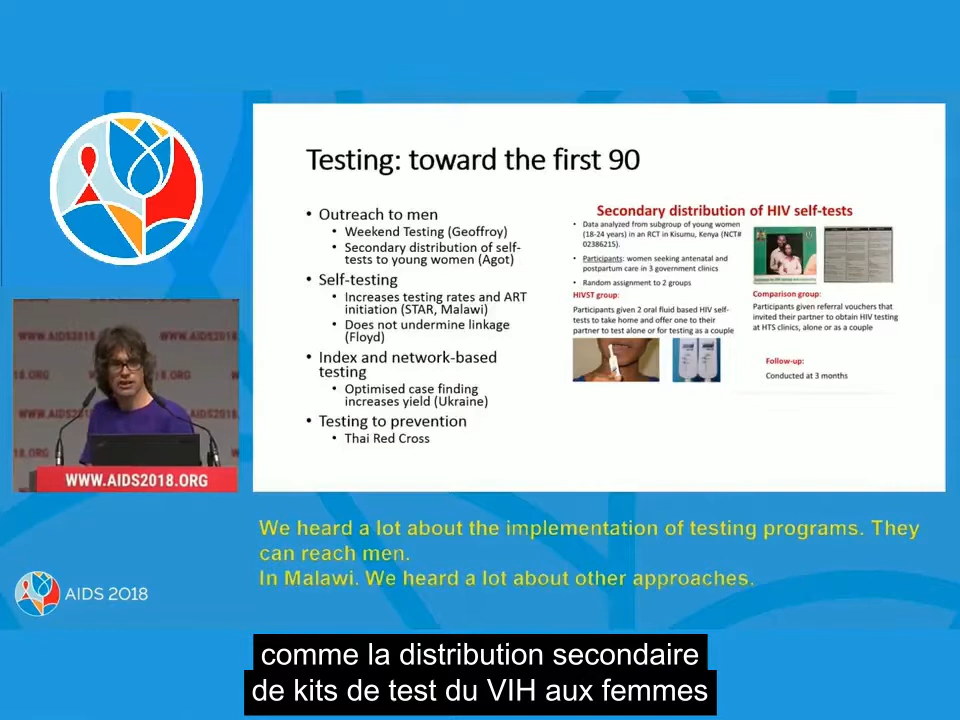 Testing: toward the first 90
• Outreach to men
• Weekend Testing (Geoffroy)
• Secondary distribution of self-
tests to young women (Agot)
• Self-testing
• Increases testing rates and ART
initiation (STAR, Malawi)
• Does not undermine linkage
(Floyd)
• Index and network-based
testing
• Optimised case finding
increases yield (Ukraine)
• Testing to prevention
• Thai Red Cross
Secondary distribution of HIV self-tests
• Data analyzed from subgroup of young women
(18-24 years) in an RCT in Kisumu, Kenya (NCT#
02386215).
• Participants: women seeking antenatal and
postpartum care in 3 government clinics
• Random assignment to 2 groups
HIVST group:
Participants given 2 oral fluid based HIV self-
tests to take home and offer one to their
partner to test alone or for testing as a couple
Comparison group:
Participants given referral vouchers that
invited their partner to obtain HIV testing
at HTS clinics, alone or as a couple
Follow-up:
Conducted at 3 months
WWW.AIDS2018.ORG
We heard a lot about the implementation of testing programs. They
can reach men.
In Malawi. We heard a lot about other approaches.
AIDS 2018
comme la distribution secondaire
de kits de test du VIH aux femmes